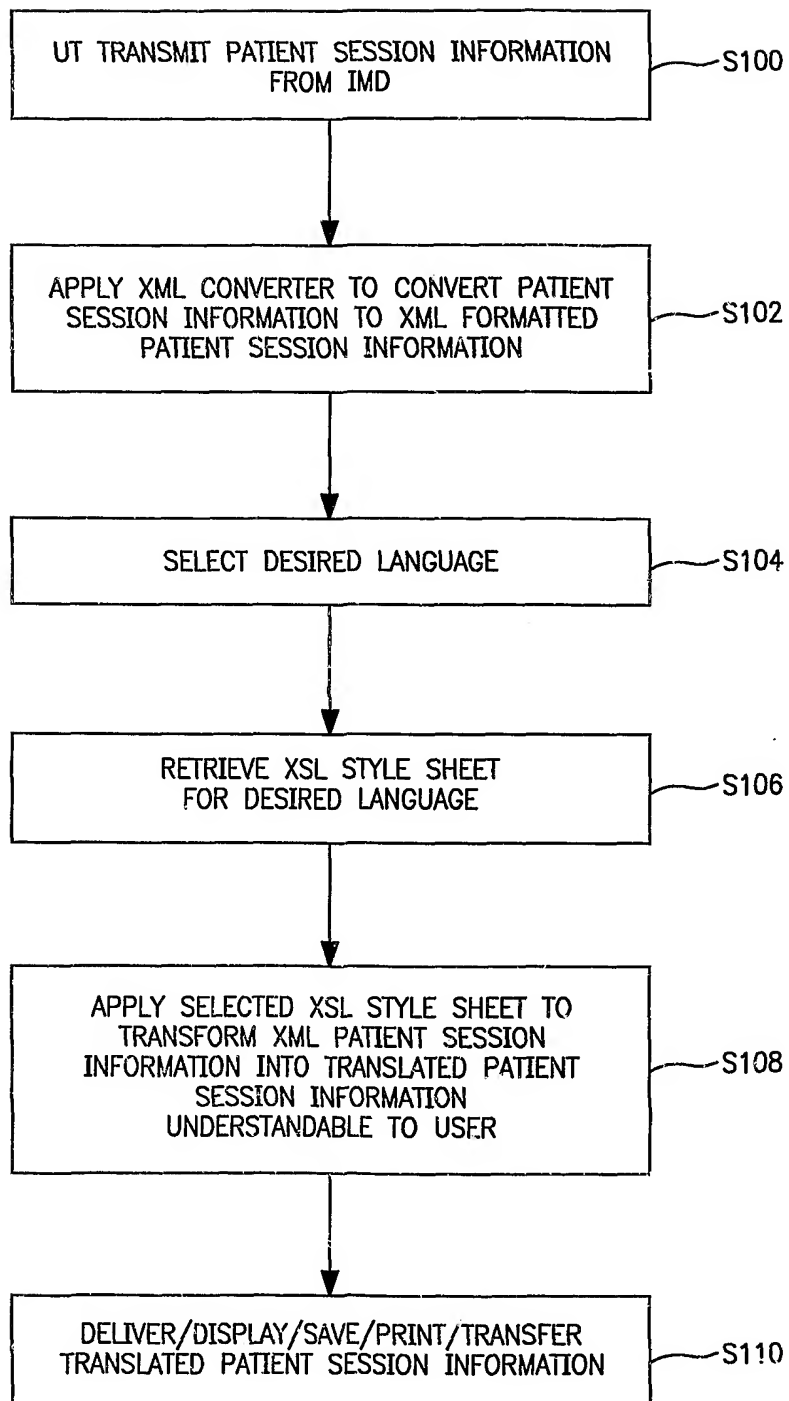 UT TRANSMIT PATIENT SESSION INFORMATION
FROM IMD
S100
APPLY XML CONVERTER TO CONVERT PATIENT
SESSION INFORMATION TO XML FORMATTED
PATIENT SESSION INFORMATION
S102
SELECT DESIRED LANGUAGE
S104
RETRIEVE XSL STYLE SHEET
FOR DESIRED LANGUAGE
S106
APPLY SELECTED XSL STYLE SHEET TO
TRANSFORM XML PATIENT SESSION
INFORMATION INTO TRANSLATED PATIENT
SESSION INFORMATION
UNDERSTANDABLE TO USER
S108
DELIVER/DISPLAY/SAVE/PRINT/TRANSFER
TRANSLATED PATIENT SESSION INFORMATION
S110